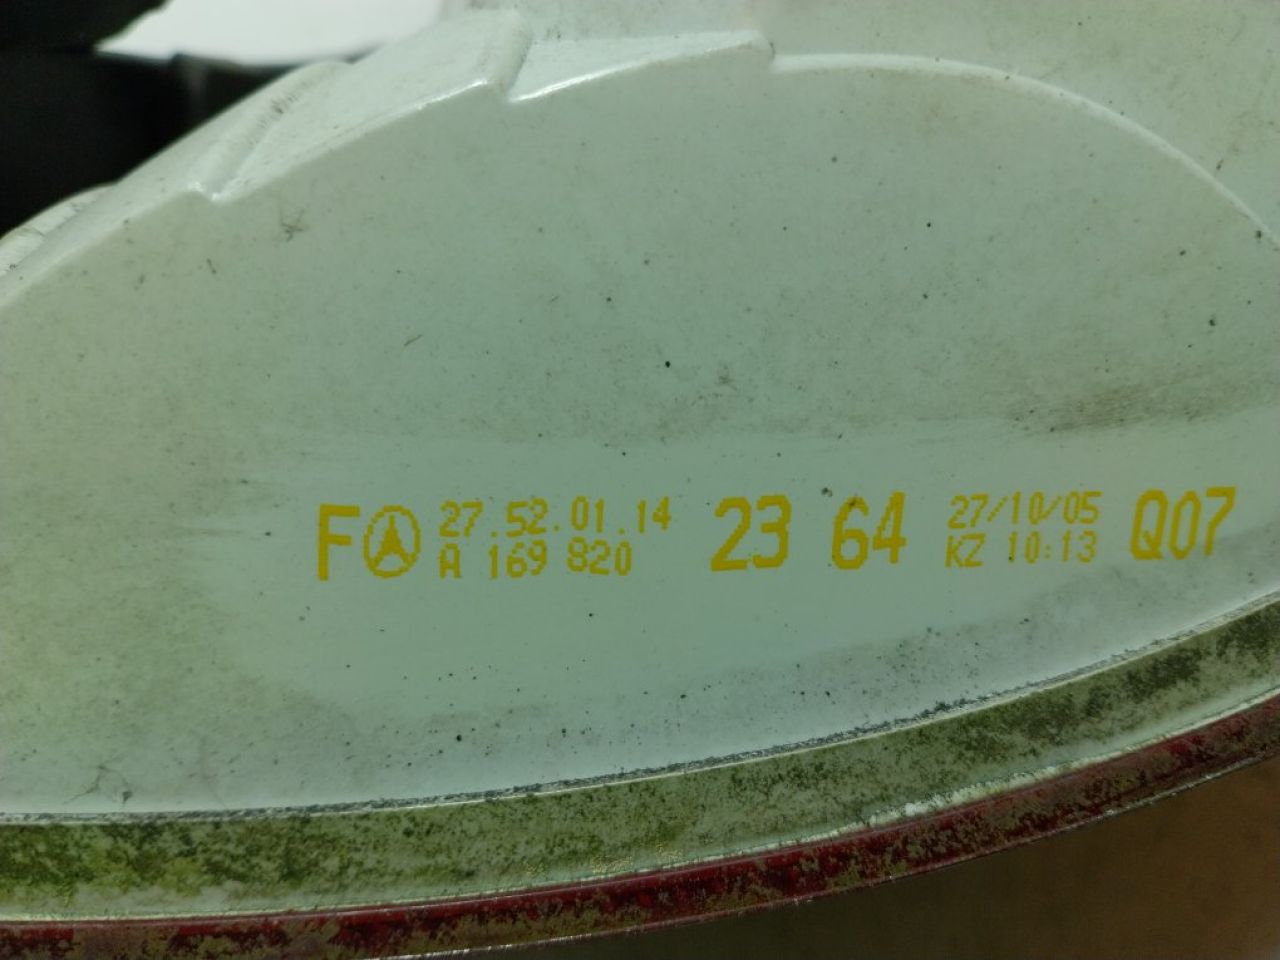 F 27.52.01.14 23 64 27/10/05 Q07
A 169 820 KZ 10:13